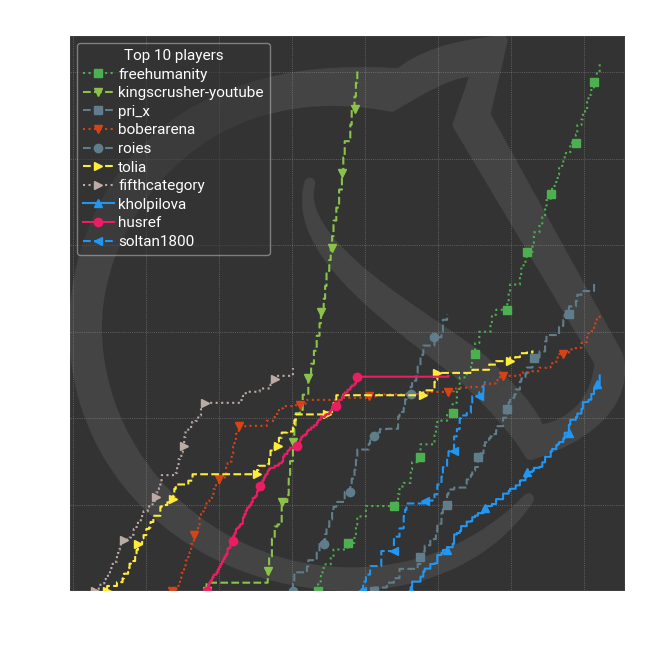 Top 10 players
freehumanity
kingscrusher-youtube
pri_x
boberarena
roies
tolia
fifthcategory
kholpilova
husref
soltan1800